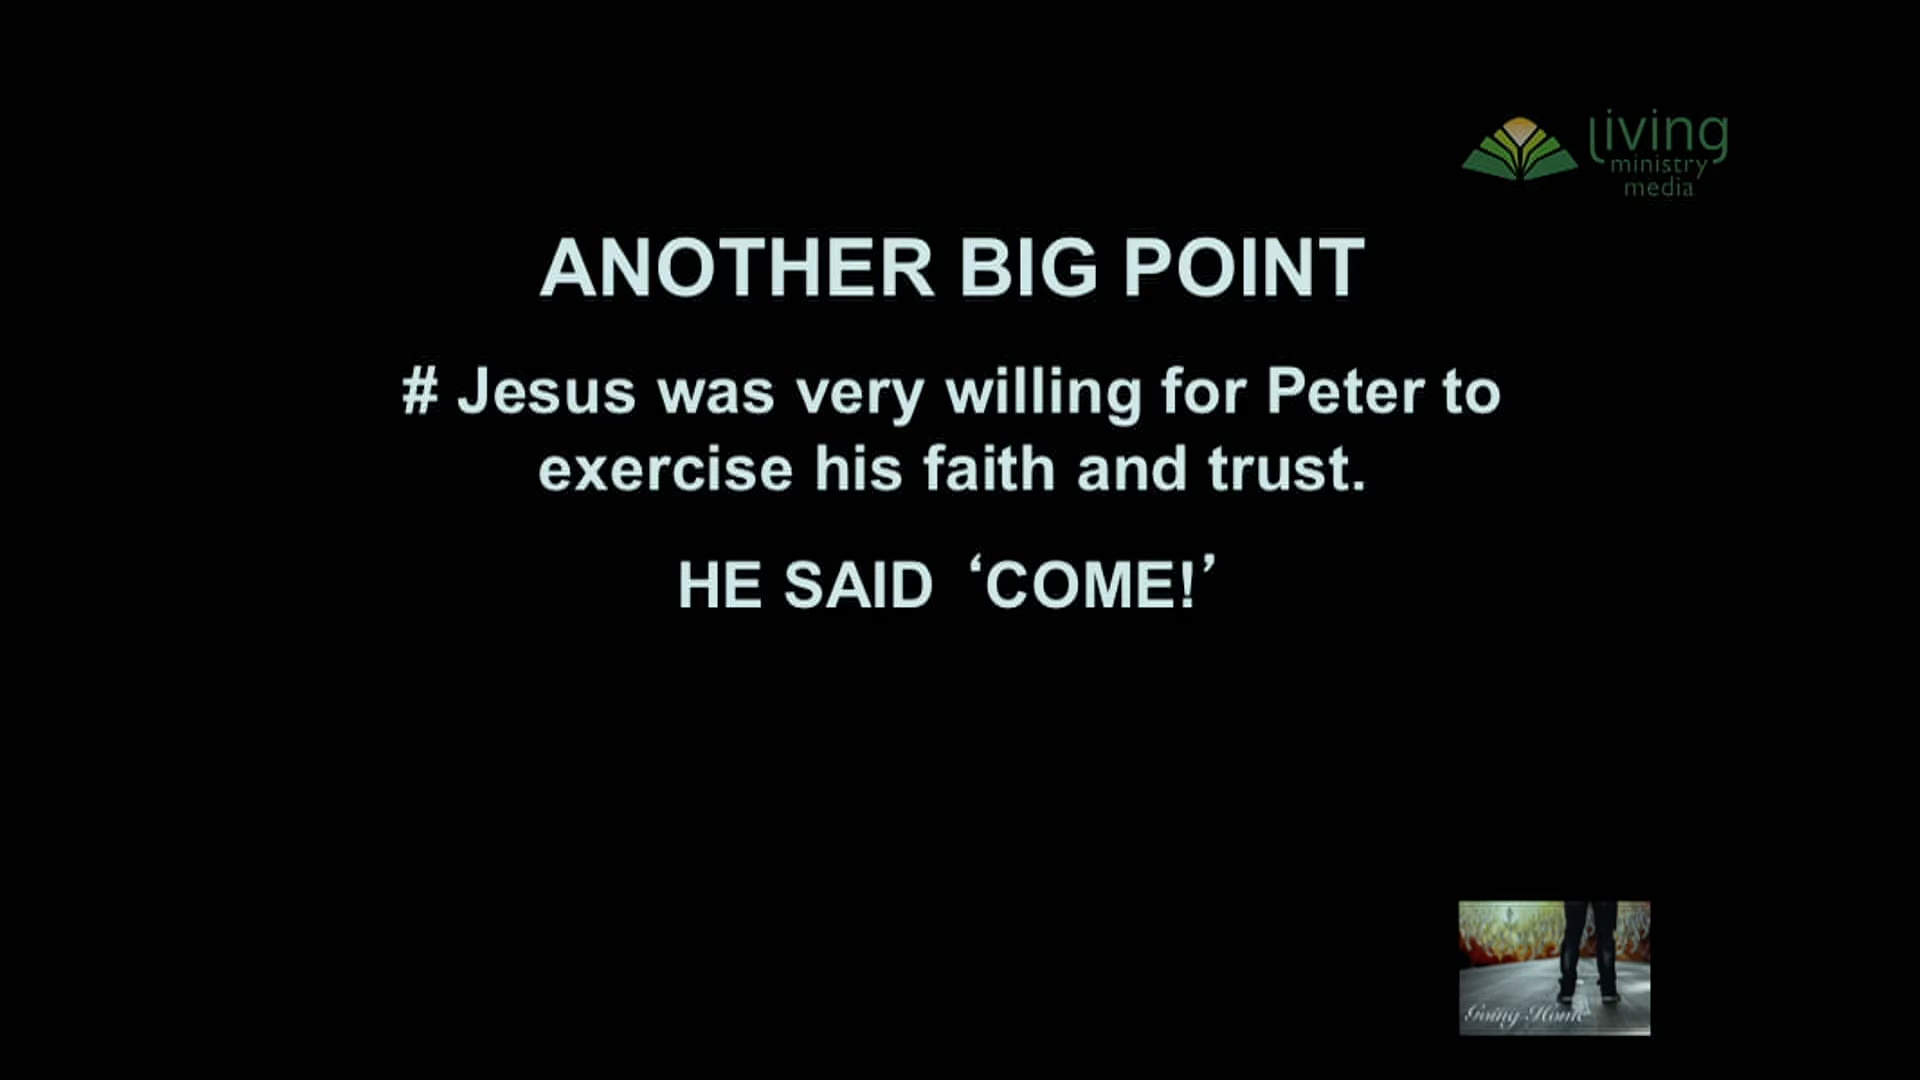 Living
ministry
media
ANOTHER BIG POINT
# Jesus was very willing for Peter to
exercise his faith and trust.
HE SAID ‘COME!’
Going Home